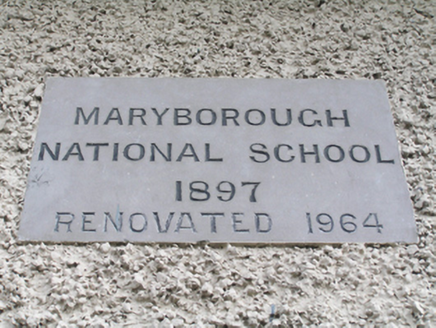 MARYBOROUGH
NATIONAL SCHOOL
1897
RENOVATED 1964